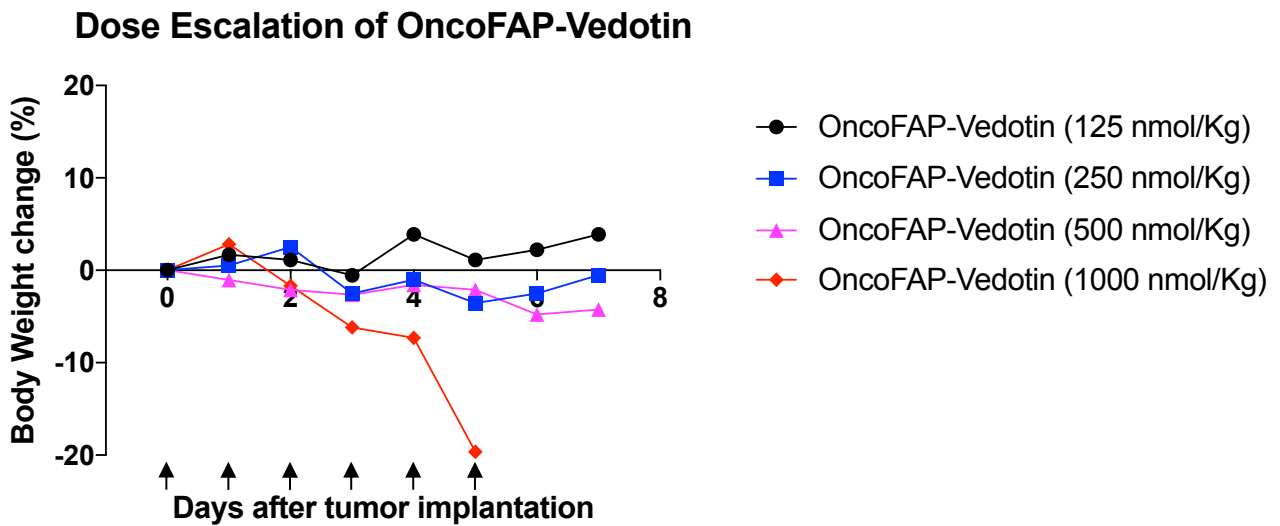 Dose Escalation of OncoFAP-Vedotin
Body Weight change (%)
20
10
0
-10
-20
0
2
4
6
8
Days after tumor implantation
OncoFAP-Vedotin (125 nmol/Kg)
OncoFAP-Vedotin (250 nmol/Kg)
OncoFAP-Vedotin (500 nmol/Kg)
OncoFAP-Vedotin (1000 nmol/Kg)